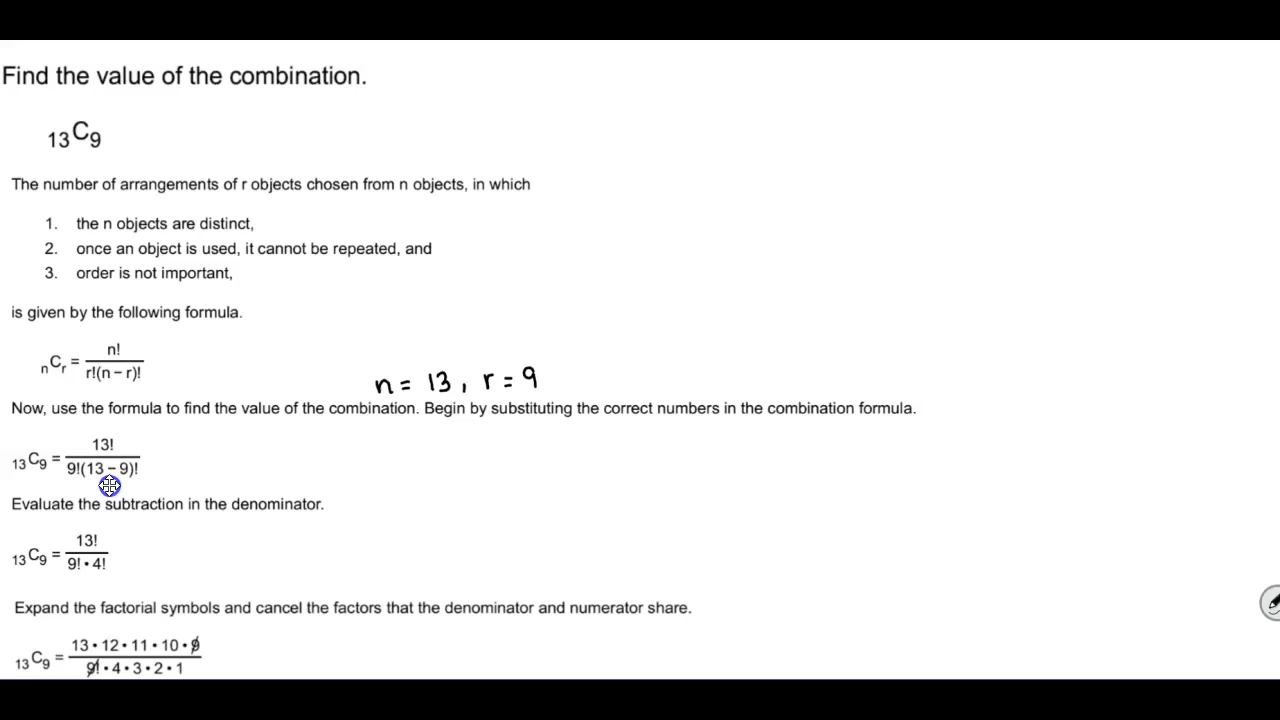 Find the value of the combination.
₁₃C₉
The number of arrangements of r objects chosen from n objects, in which
1. the n objects are distinct,
2. once an object is used, it cannot be repeated, and
3. order is not important,
is given by the following formula.
ₙCᵣ = n! / r!(n − r)!
n = 13, r = 9
Now, use the formula to find the value of the combination. Begin by substituting the correct numbers in the combination formula.
₁₃C₉ = 13! / 9!(13 − 9)!
Evaluate the subtraction in the denominator.
₁₃C₉ = 13! / 9! • 4!
Expand the factorial symbols and cancel the factors that the denominator and numerator share.
₁₃C₉ = 13 • 12 • 11 • 10 • 9 / 9! • 4 • 3 • 2 • 1